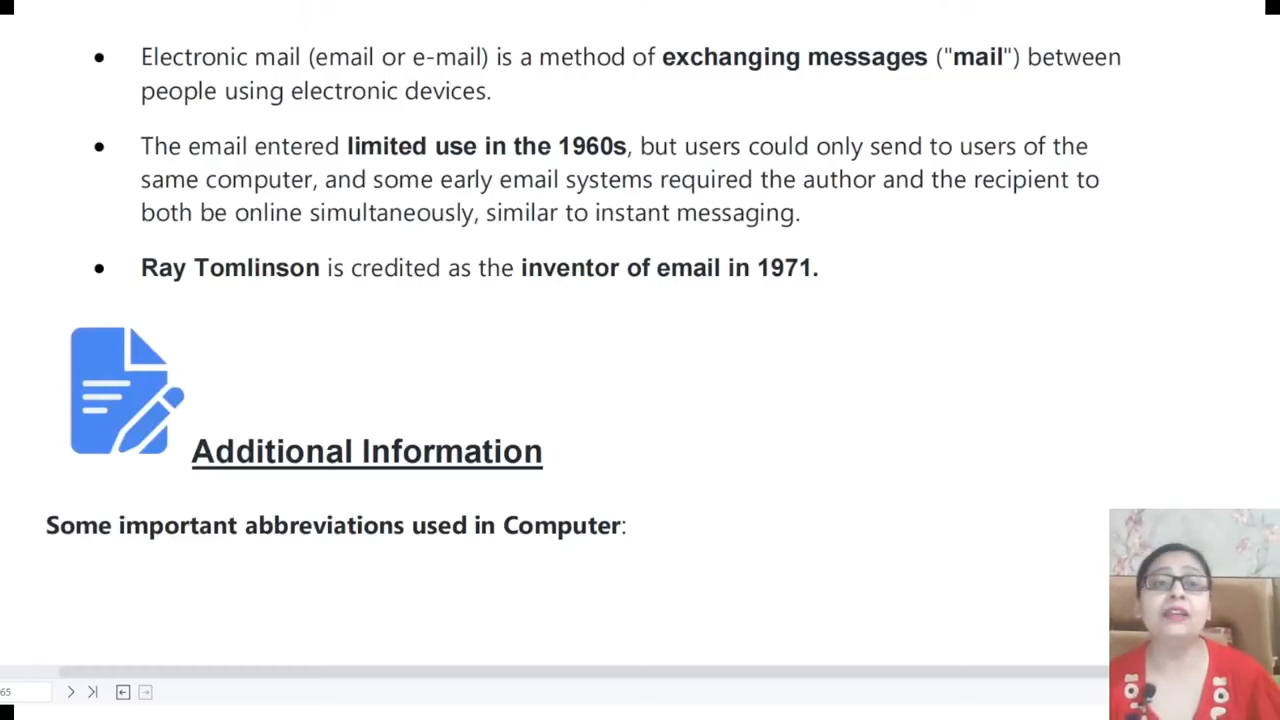 Electronic mail (email or e-mail) is a method of exchanging messages ("mail") between
people using electronic devices.
The email entered limited use in the 1960s, but users could only send to users of the
same computer, and some early email systems required the author and the recipient to
both be online simultaneously, similar to instant messaging.
Ray Tomlinson is credited as the inventor of email in 1971.
Additional Information
Some important abbreviations used in Computer:
65